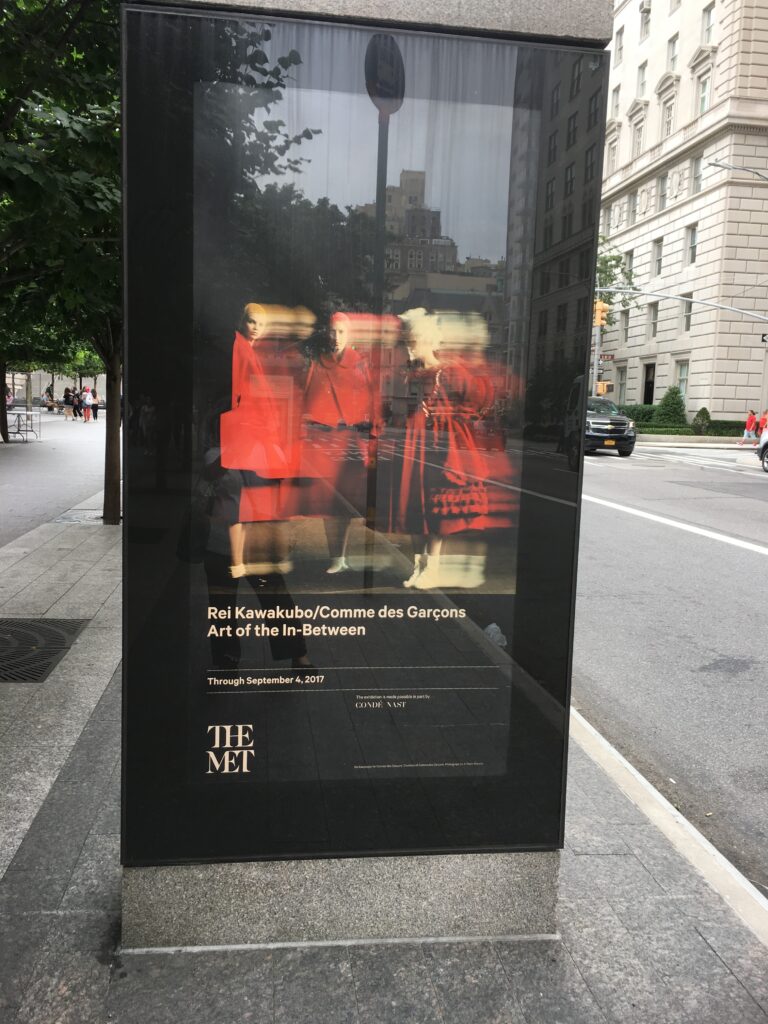 Rei Kawakubo/Comme des Garçons
Art of the In-Between
Through September 4, 2017
The exhibition is made possible in part by
CONDÉ NAST
THE
MET